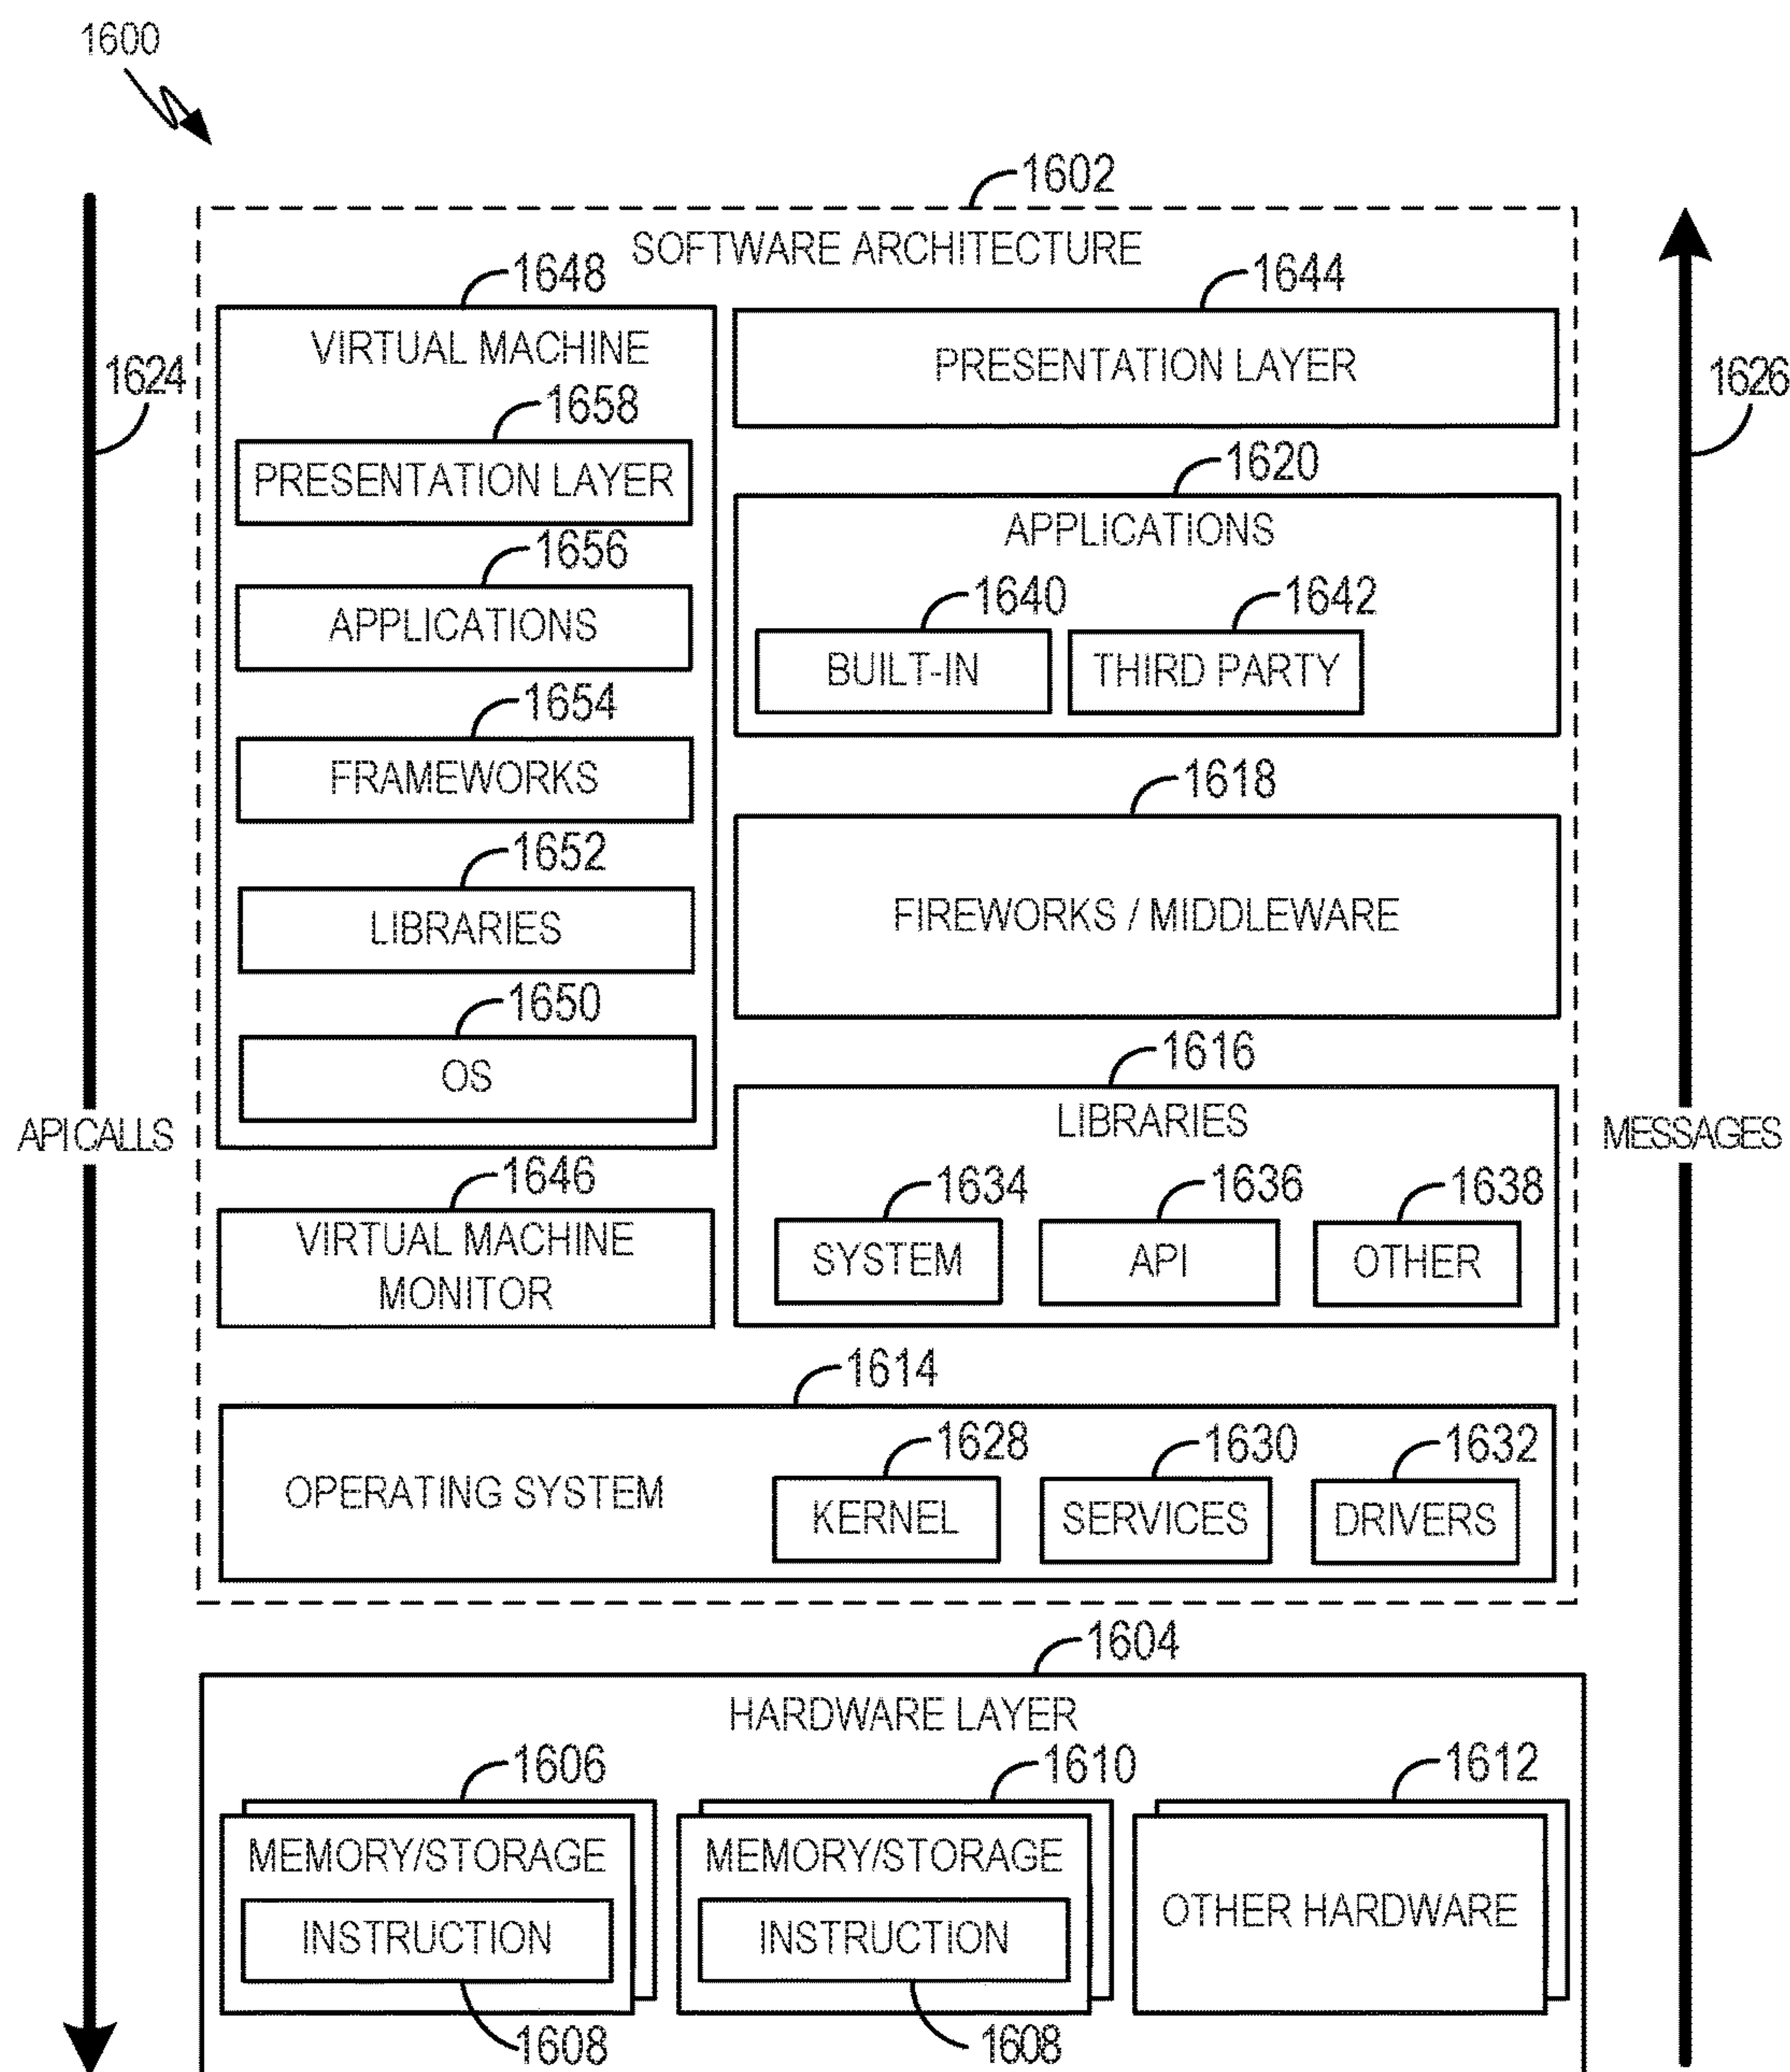 1600
1602
SOFTWARE ARCHITECTURE
1648
1644
VIRTUAL MACHINE
PRESENTATION LAYER
1624
1626
1658
PRESENTATION LAYER
1620
APPLICATIONS
1656
APPLICATIONS
1640
1642
BUILT-IN
THIRD PARTY
1654
FRAMEWORKS
1618
FIREWORKS / MIDDLEWARE
1652
LIBRARIES
1650
OS
1616
LIBRARIES
API CALLS
MESSAGES
1646
VIRTUAL MACHINE
MONITOR
1634
1636
1638
SYSTEM
API
OTHER
1614
OPERATING SYSTEM
1628
1630
1632
KERNEL
SERVICES
DRIVERS
1604
HARDWARE LAYER
1606
1610
1612
MEMORY/STORAGE
INSTRUCTION
MEMORY/STORAGE
INSTRUCTION
OTHER HARDWARE
1608
1608